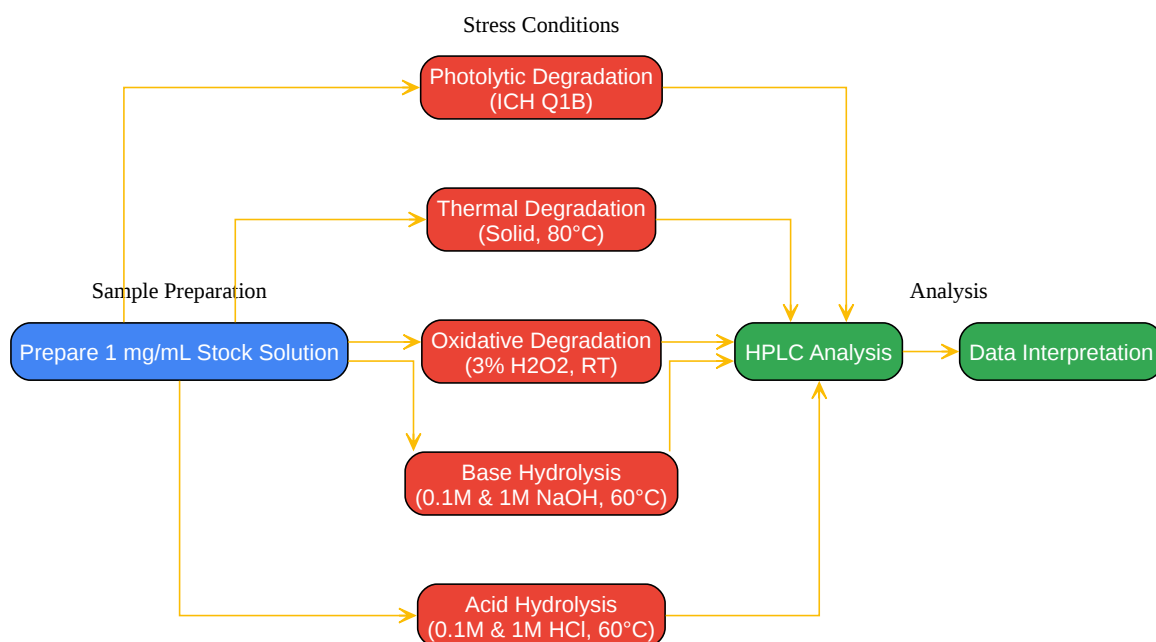 Stress Conditions
Photolytic Degradation
(ICH Q1B)
Thermal Degradation
(Solid, 80°C)
Sample Preparation
Analysis
Prepare 1 mg/mL Stock Solution
Oxidative Degradation
(3% H2O2, RT)
HPLC Analysis
Data Interpretation
Base Hydrolysis
(0.1M & 1M NaOH, 60°C)
Acid Hydrolysis
(0.1M & 1M HCl, 60°C)